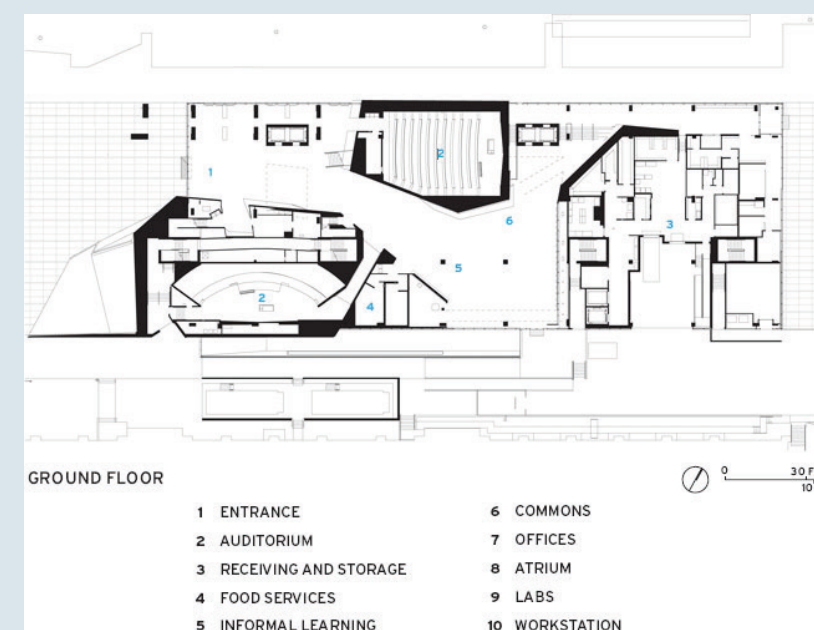 1
2
6
3
5
2
4
GROUND FLOOR
0 30 F
10
1 ENTRANCE
2 AUDITORIUM
3 RECEIVING AND STORAGE
4 FOOD SERVICES
5 INFORMAL LEARNING
6 COMMONS
7 OFFICES
8 ATRIUM
9 LABS
10 WORKSTATION